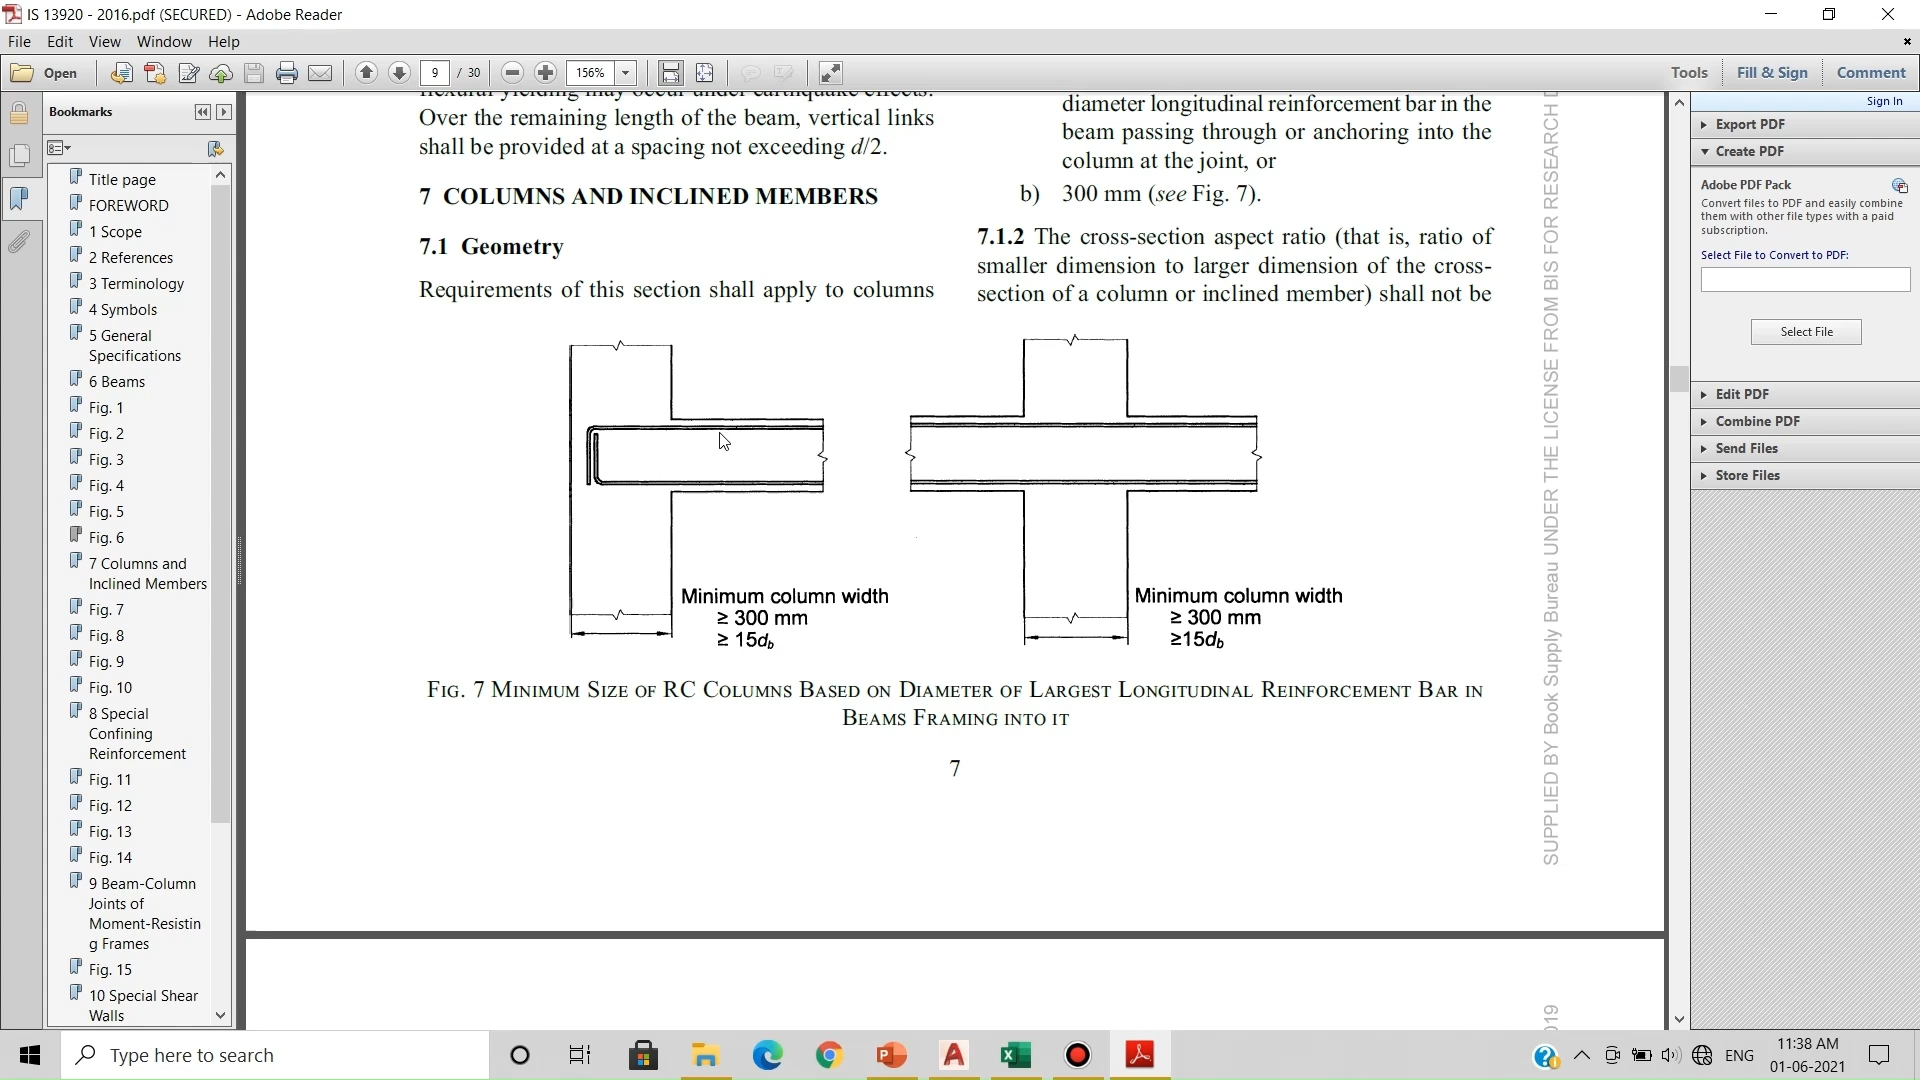 IS 13920 - 2016.pdf (SECURED) - Adobe Reader
File Edit View Window Help
Open
9 / 30
156%
Tools
Fill & Sign
Comment
Bookmarks
Title page
FOREWORD
1 Scope
2 References
3 Terminology
4 Symbols
5 General
Specifications
6 Beams
Fig. 1
Fig. 2
Fig. 3
Fig. 4
Fig. 5
Fig. 6
7 Columns and
Inclined Members
Fig. 7
Fig. 8
Fig. 9
Fig. 10
8 Special
Confining
Reinforcement
Fig. 11
Fig. 12
Fig. 13
Fig. 14
9 Beam-Column
Joints of
Moment-Resistin
g Frames
Fig. 15
10 Special Shear
Walls
flexural yielding may occur under earthquake effects.
Over the remaining length of the beam, vertical links
shall be provided at a spacing not exceeding d/2.
7 COLUMNS AND INCLINED MEMBERS
7.1 Geometry
Requirements of this section shall apply to columns
diameter longitudinal reinforcement bar in the
beam passing through or anchoring into the
column at the joint, or
b) 300 mm (see Fig. 7).
7.1.2 The cross-section aspect ratio (that is, ratio of
smaller dimension to larger dimension of the cross-
section of a column or inclined member) shall not be
Minimum column width
≥ 300 mm
≥ 15db
Minimum column width
≥ 300 mm
≥15db
FIG. 7 MINIMUM SIZE OF RC COLUMNS BASED ON DIAMETER OF LARGEST LONGITUDINAL REINFORCEMENT BAR IN
BEAMS FRAMING INTO IT
7
SUPPLIED BY Book Supply Bureau UNDER THE LICENSE FROM BIS FOR RESEARCH
Sign In
Export PDF
Create PDF
Adobe PDF Pack
Convert files to PDF and easily combine
them with other file types with a paid
subscription.
Select File to Convert to PDF:
Select File
Edit PDF
Combine PDF
Send Files
Store Files
Type here to search
ENG
11:38 AM
01-06-2021